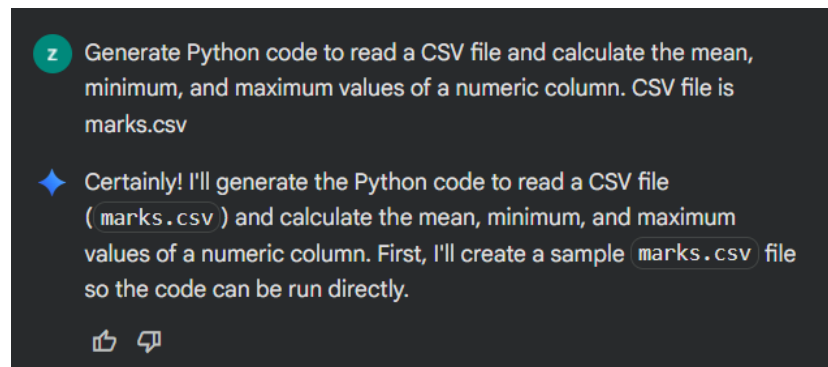 z
Generate Python code to read a CSV file and calculate the mean,
minimum, and maximum values of a numeric column. CSV file is
marks.csv
Certainly! I'll generate the Python code to read a CSV file
(marks.csv) and calculate the mean, minimum, and maximum
values of a numeric column. First, I'll create a sample marks.csv file
so the code can be run directly.